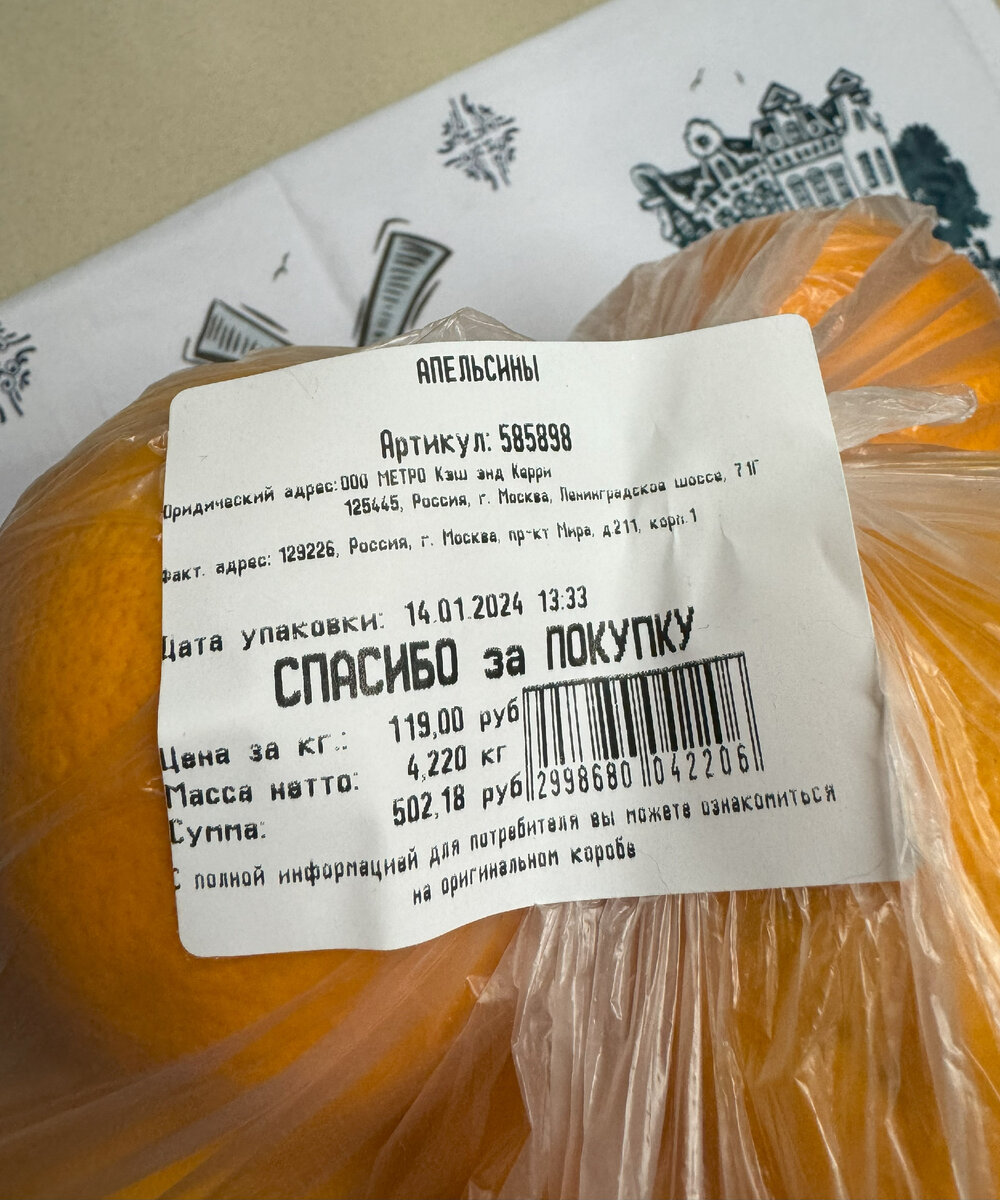 АПЕЛЬСИНЫ
Артикул: 585898
Юридический адрес:ООО МЕТРО Кэш энд Керри
125445, Россия, г. Москва, Ленинградское шоссе, 71Г
Факт. адрес: 129226, Россия, г. Москва, пр-кт Мира, д211, корп.1
Дата упаковки: 14.01.2024 13:33
СПАСИБО за ПОКУПКУ
Цена за кг.: 119,00 руб
Масса нетто: 4,220 кг
Сумма: 502,18 руб
2998680 042206
С полной информацией для потребителя вы можете ознакомиться
на оригинальном коробе